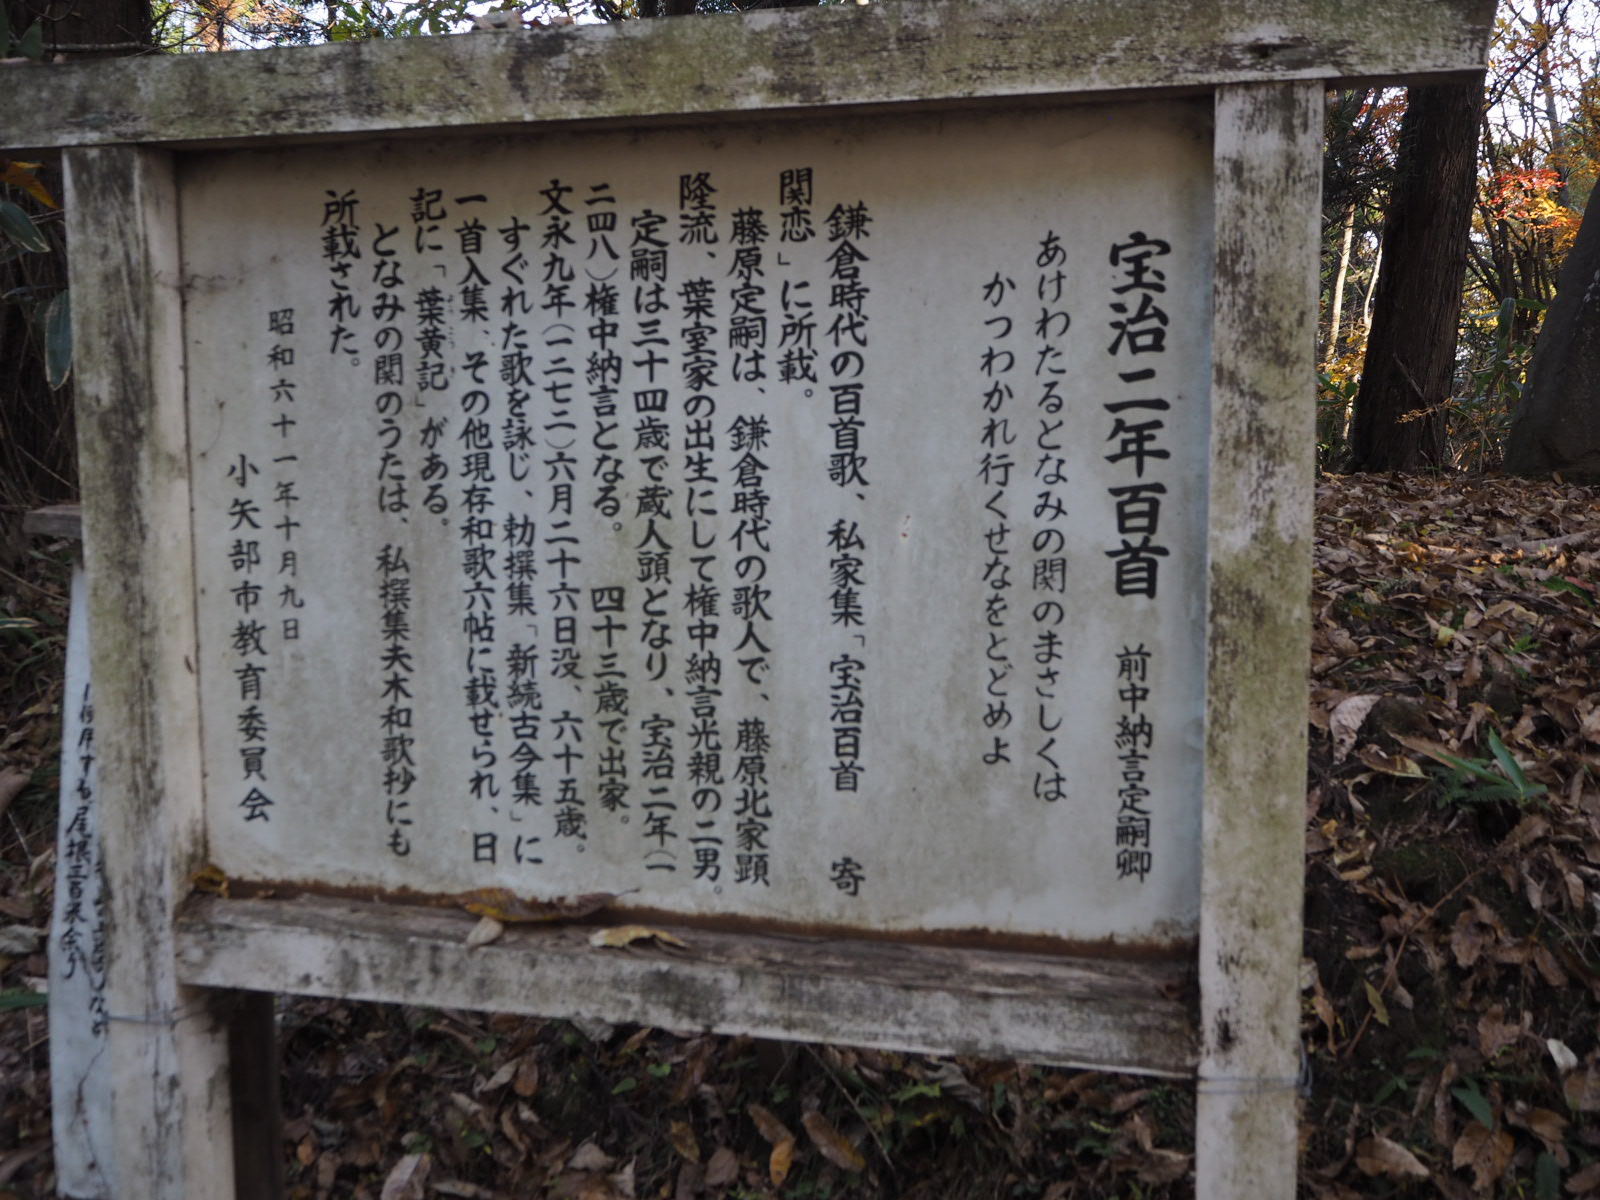 宝治二年百首　前中納言定嗣卿
あけわたるとなみの関のまさしくは
かつわかれ行くせなをとどめよ
鎌倉時代の百首歌、私家集「宝治百首　寄
関恋」に所載。
藤原定嗣は、鎌倉時代の歌人で、藤原北家顕
隆流、葉室家の出生にして権中納言光親の二男。
定嗣は三十四歳で蔵人頭となり、宝治二年（一
二四八）権中納言となる。　四十三歳で出家。
文永九年（一二七二）六月二十六日没、六十五歳。
すぐれた歌を詠じ、勅撰集「新続古今集」に
一首入集、その他現存和歌六帖に載せられ、日
記に「葉黄記」がある。
となみの関のうたは、私撰集夫木和歌抄にも
所載された。
昭和六十一年十月九日
小矢部市教育委員会